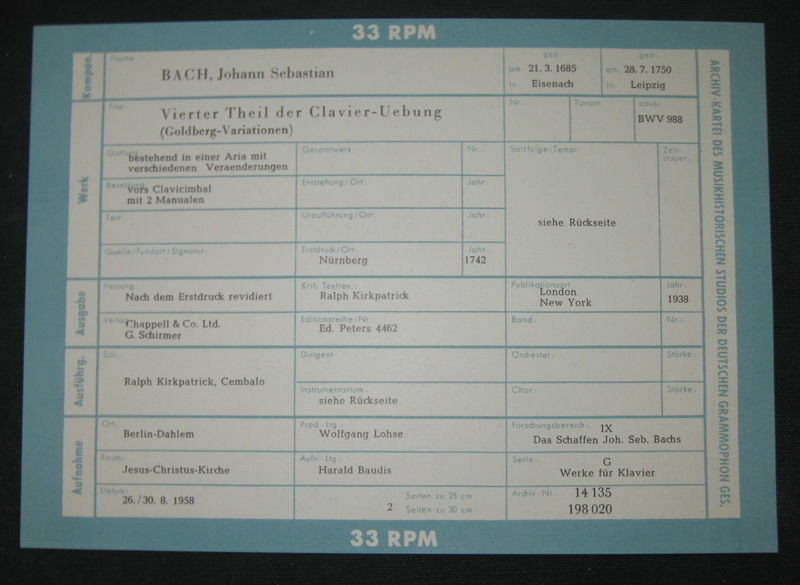 33 RPM
Kompon.
Name
BACH, Johann Sebastian
geb
am 21. 3. 1685
in Eisenach
gest
am 28. 7. 1750
in Leipzig
Werk
Titel:
Vierter Theil der Clavier-Uebung
(Goldberg-Variationen)
Nr.
Tonart
opus:
BWV 988
Gattung
bestehend in einer Aria mit
verschiedenen Veraenderungen
Gesamtwerk
Nr.:
Satzfolge/Tempi:
siehe Rückseite
Zeit-
dauer:
Besetzung
vors Clavicimbal
mit 2 Manualen
Entstehung/Ort:
Jahr:
Text
Uraufführung/Ort
Jahr:
Quelle/Fundort/Signatur:
Erstdruck/Ort
Nürnberg
Jahr:
1742
Ausgabe
Fassung
Nach dem Erstdruck revidiert
Krit. Textrev.:
Ralph Kirkpatrick
Publikationsort
London
New York
Jahr:
1938
Verlag
Chappell & Co. Ltd.
G. Schirmer
Editionsreihe/Nr
Ed. Peters 4462
Band:
Nr.:
Ausführg.
Soli:
Ralph Kirkpatrick, Cembalo
Dirigent
Orchester:
Stärke
Instrumentarium:
siehe Rückseite
Chor:
Stärke:
Aufnahme
Ort:
Berlin-Dahlem
Prod.-Ltg
Wolfgang Lohse
Forschungsbereich: IX
Das Schaffen Joh. Seb. Bachs
Raum:
Jesus-Christus-Kirche
Aufn.-Ltg.:
Harald Baudis
Serie: G
Werke für Klavier
Datum:
26./30. 8. 1958
Seiten zu 25 cm
2 Seiten zu 30 cm
Archiv-Nr. 14 135
198 020
ARCHIV-KARTEI DES MUSIKHISTORISCHEN STUDIOS DER DEUTSCHEN GRAMMOPHON GES.
33 RPM